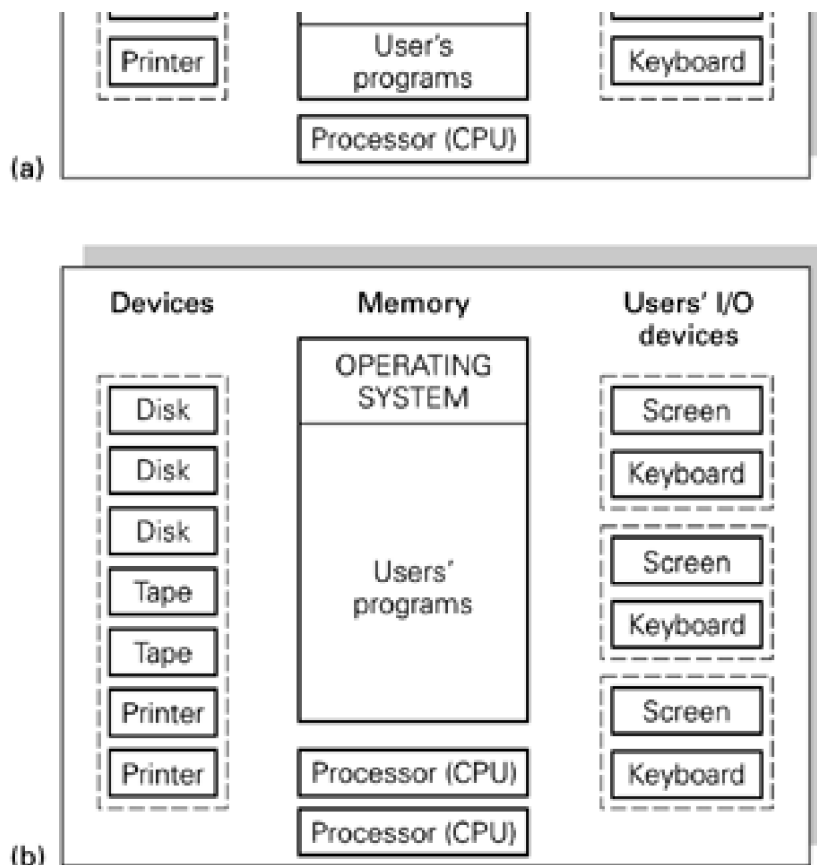 Printer
User's
programs
Keyboard
Processor (CPU)
(a)
Devices
Memory
Users' I/O
devices
OPERATING
SYSTEM
Disk
Disk
Disk
Tape
Tape
Printer
Printer
Users'
programs
Processor (CPU)
Processor (CPU)
Screen
Keyboard
Screen
Keyboard
Screen
Keyboard
(b)